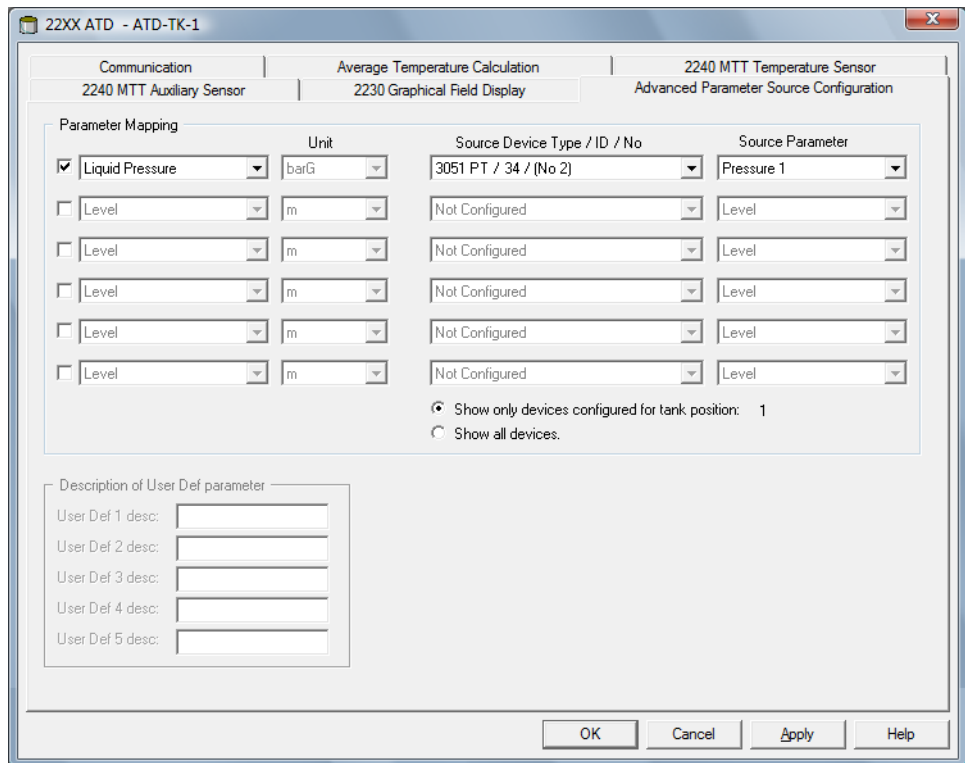 22XX ATD - ATD-TK-1
Communication Average Temperature Calculation 2240 MTT Temperature Sensor
2240 MTT Auxiliary Sensor 2230 Graphical Field Display Advanced Parameter Source Configuration
Parameter Mapping
Unit Source Device Type / ID / No Source Parameter
Liquid Pressure barG 3051 PT / 34 / (No 2) Pressure 1
Level m Not Configured Level
Level m Not Configured Level
Level m Not Configured Level
Level m Not Configured Level
Level m Not Configured Level
Show only devices configured for tank position: 1
Show all devices.
Description of User Def parameter
User Def 1 desc:
User Def 2 desc:
User Def 3 desc:
User Def 4 desc:
User Def 5 desc:
OK Cancel Apply Help